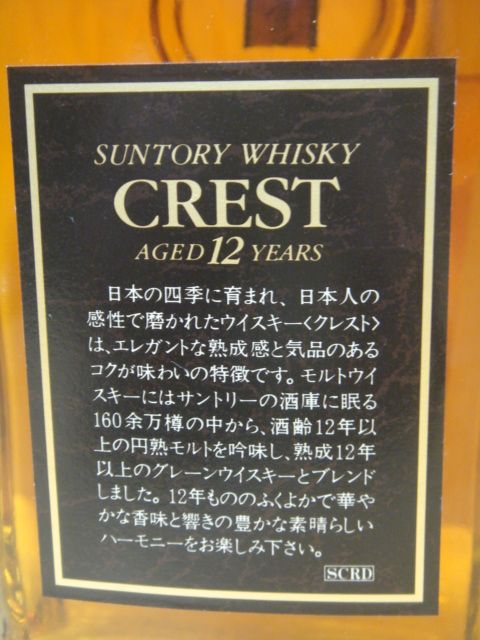 SUNTORY WHISKY
CREST
AGED 12 YEARS
日本の四季に育まれ、日本人の
感性で磨かれたウイスキー〈クレスト〉
は、エレガントな熟成感と気品のある
コクが味わいの特徴です。モルトウイ
スキーにはサントリーの酒庫に眠る
160余万樽の中から、酒齢12年以
上の円熟モルトを吟味し、熟成12年
以上のグレーンウイスキーとブレンド
しました。12年もののふくよかで華や
かな香味と響きの豊かな素晴らしい
ハーモニーをお楽しみ下さい。
SCRD